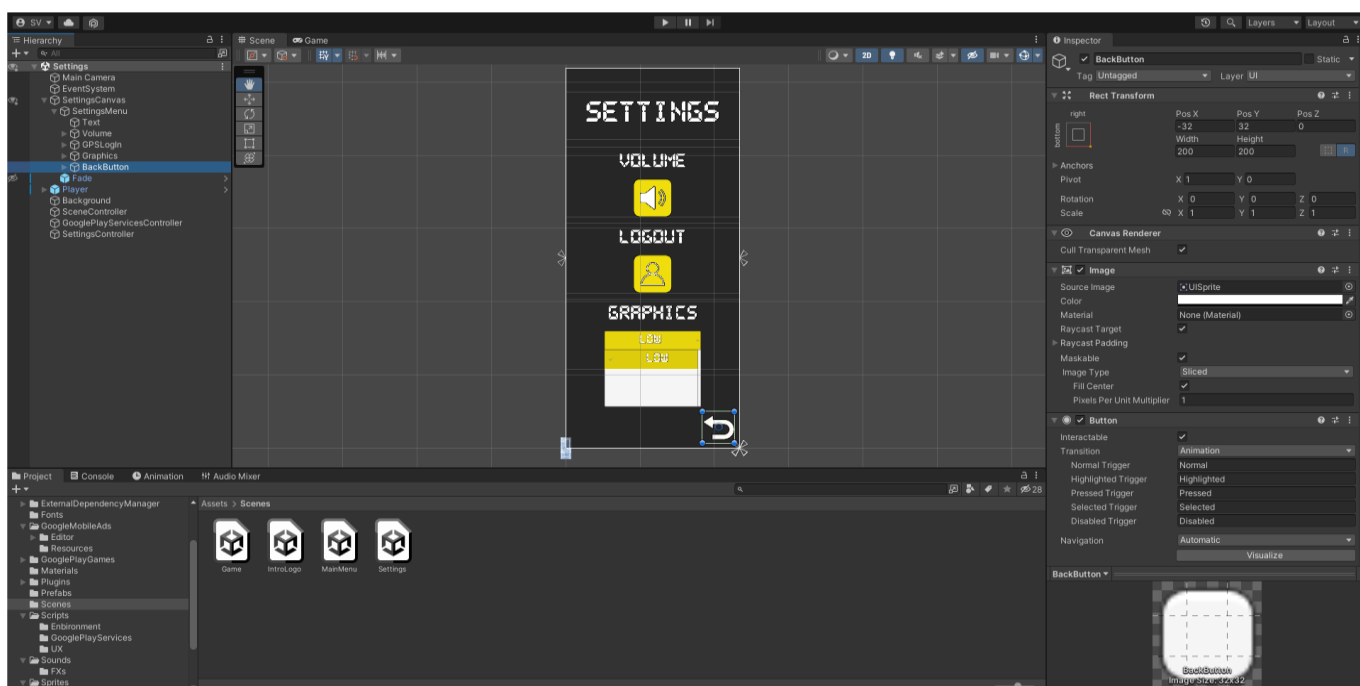 SV
Layers
Layout
Hierarchy
All
Settings
Main Camera
EventSystem
SettingsCanvas
SettingsMenu
Text
Volume
GPSLogIn
Graphics
BackButton
Fade
Player
Background
SceneController
GooglePlayServicesController
SettingsController
Scene
Game
2D
SETTINGS
VOLUME
LOGOUT
GRAPHICS
LOW
LOW
Inspector
BackButton
Static
Tag Untagged
Layer UI
Rect Transform
right
bottom
Pos X Pos Y Pos Z
-32 32 0
Width Height
200 200
R
Anchors
Pivot X 1 Y 0
Rotation X 0 Y 0 Z 0
Scale X 1 Y 1 Z 1
Canvas Renderer
Cull Transparent Mesh
Image
Source Image UISprite
Color
Material None (Material)
Raycast Target
Raycast Padding
Maskable
Image Type Sliced
Fill Center
Pixels Per Unit Multiplier 1
Button
Interactable
Transition Animation
Normal Trigger Normal
Highlighted Trigger Highlighted
Pressed Trigger Pressed
Selected Trigger Selected
Disabled Trigger Disabled
Navigation Automatic
Visualize
BackButton
BackButton
Image Size: 32x32
Project
Console
Animation
Audio Mixer
28
ExternalDependencyManager
Fonts
GoogleMobileAds
Editor
Resources
GooglePlayGames
Materials
Plugins
Prefabs
Scenes
Scripts
Enbironment
GooglePlayServices
UX
Sounds
FXs
Sprites
Assets > Scenes
Game
IntroLogo
MainMenu
Settings